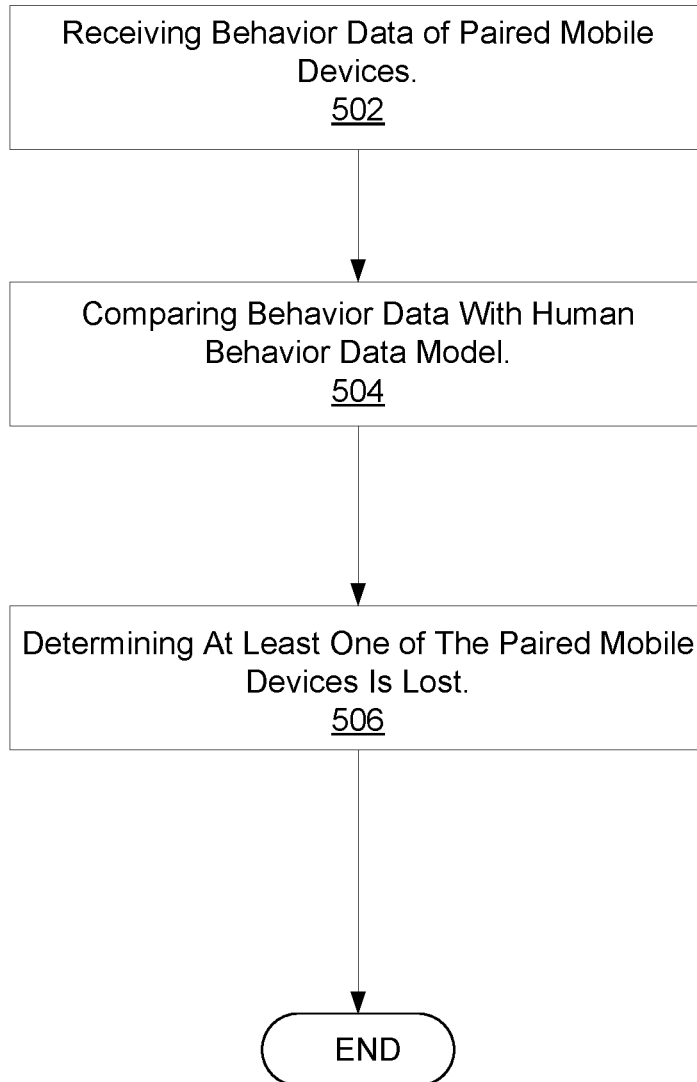 Receiving Behavior Data of Paired Mobile
Devices.
502
Comparing Behavior Data With Human
Behavior Data Model.
504
Determining At Least One of The Paired Mobile
Devices Is Lost.
506
END